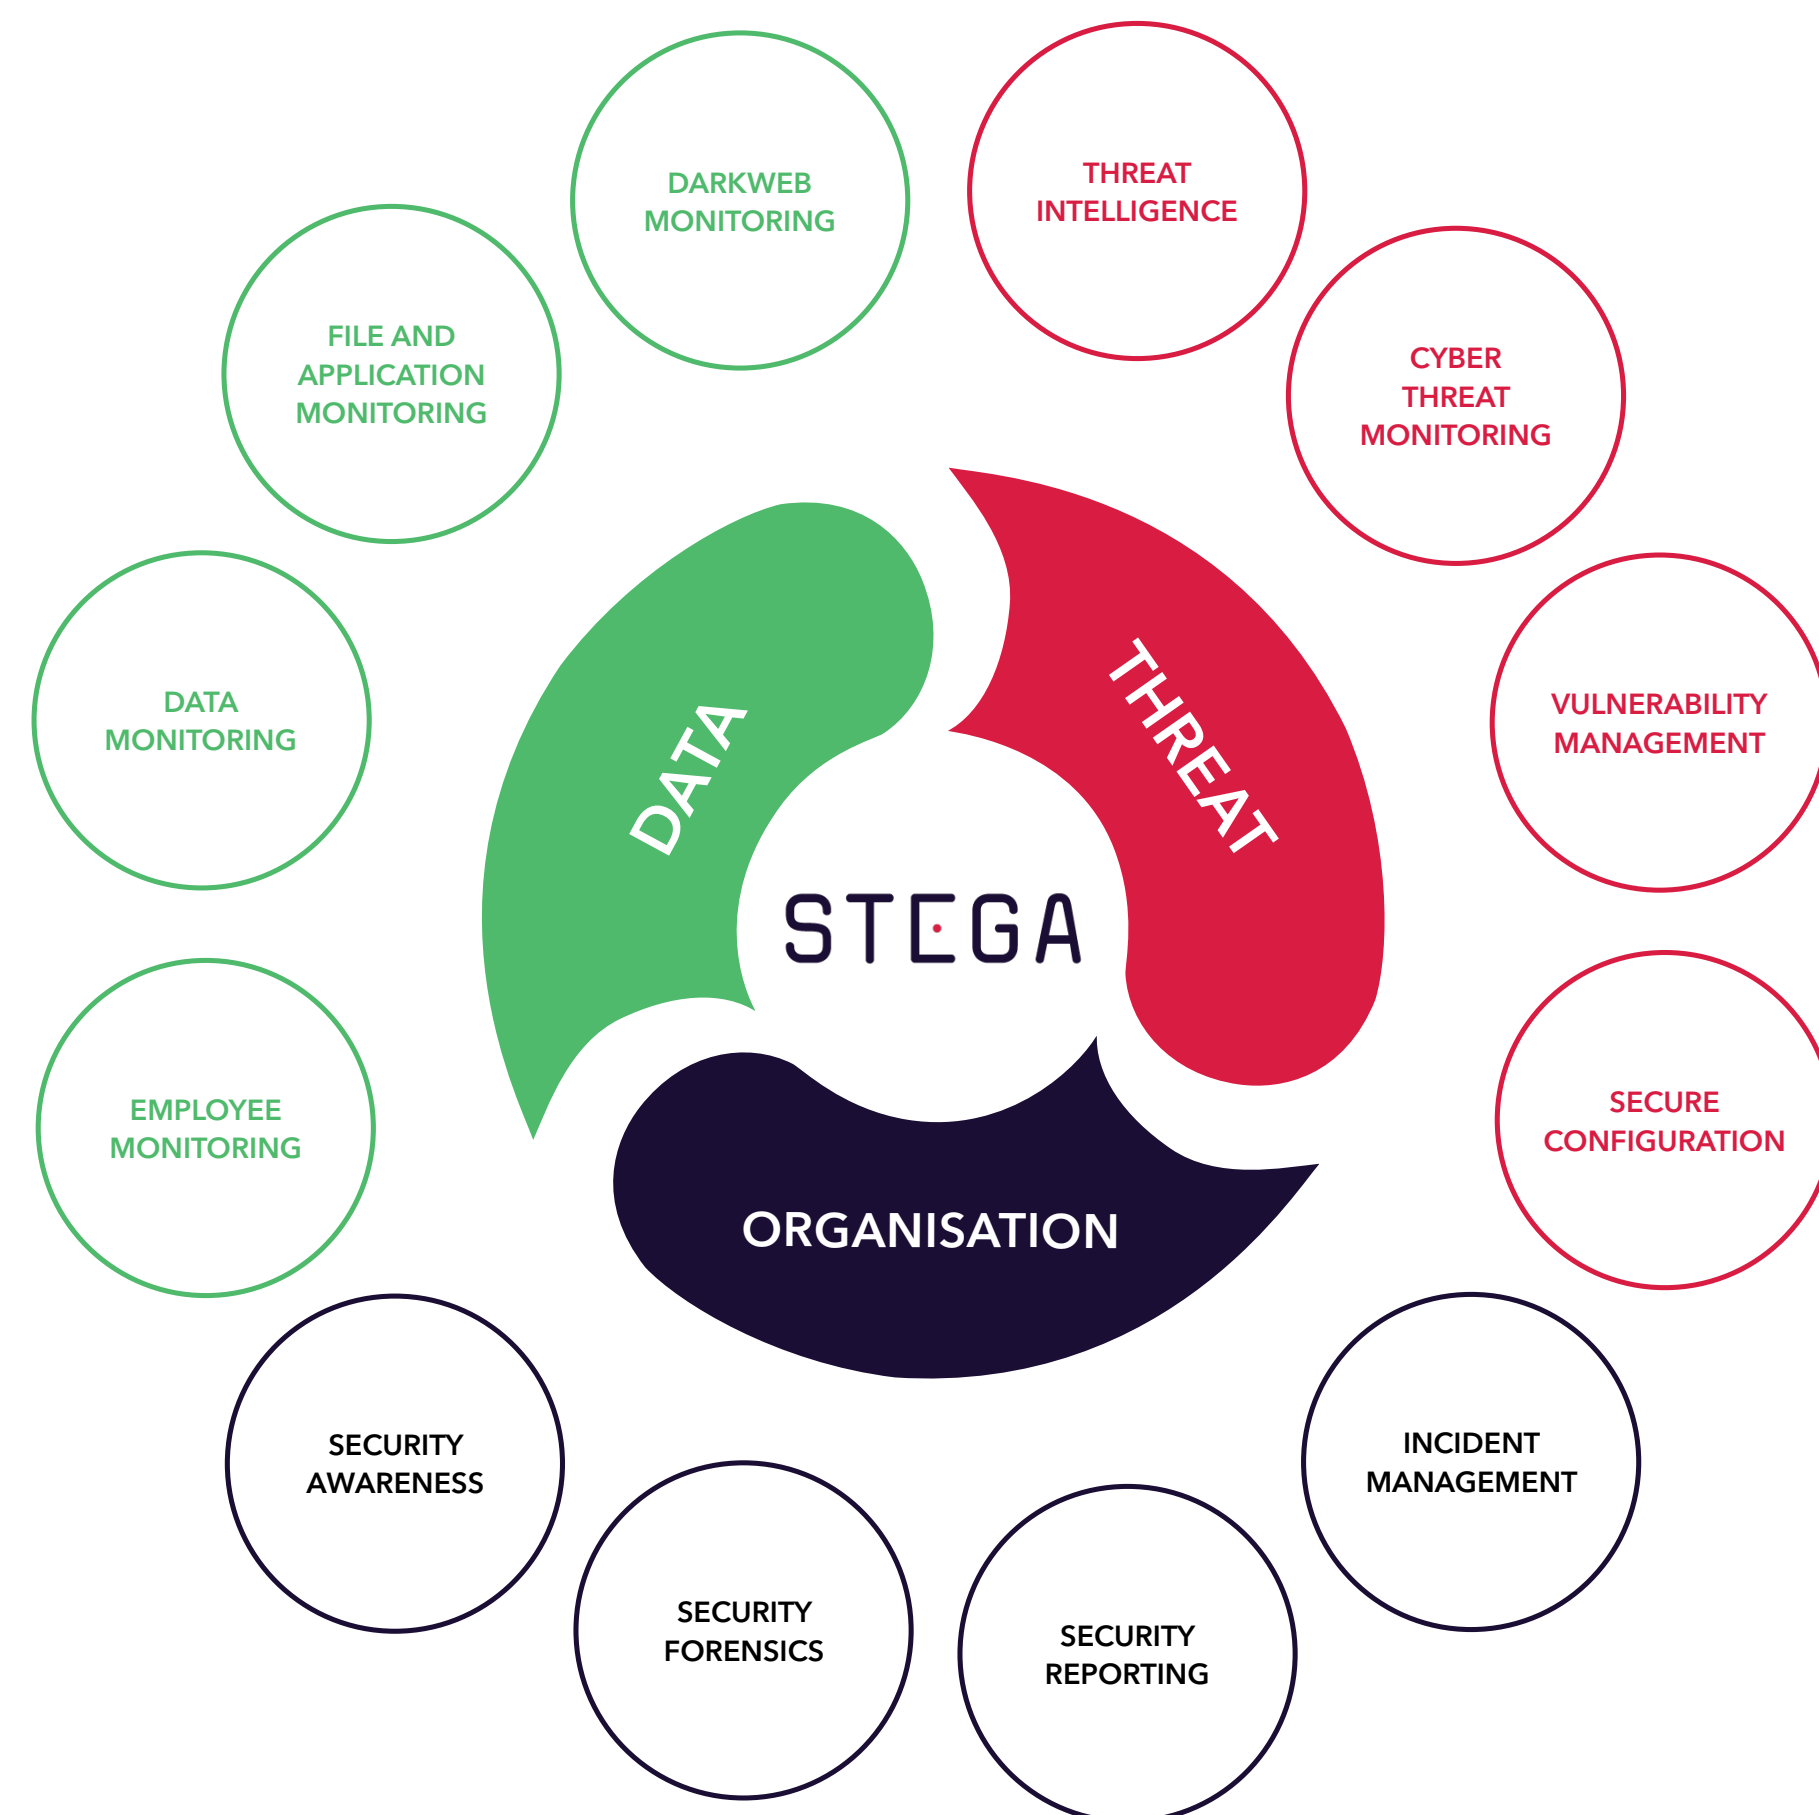 DARKWEB
MONITORING
THREAT
INTELLIGENCE
FILE AND
APPLICATION
MONITORING
CYBER
THREAT
MONITORING
DATA
MONITORING
VULNERABILITY
MANAGEMENT
DATA
THREAT
STEGA
EMPLOYEE
MONITORING
SECURE
CONFIGURATION
ORGANISATION
SECURITY
AWARENESS
INCIDENT
MANAGEMENT
SECURITY
FORENSICS
SECURITY
REPORTING